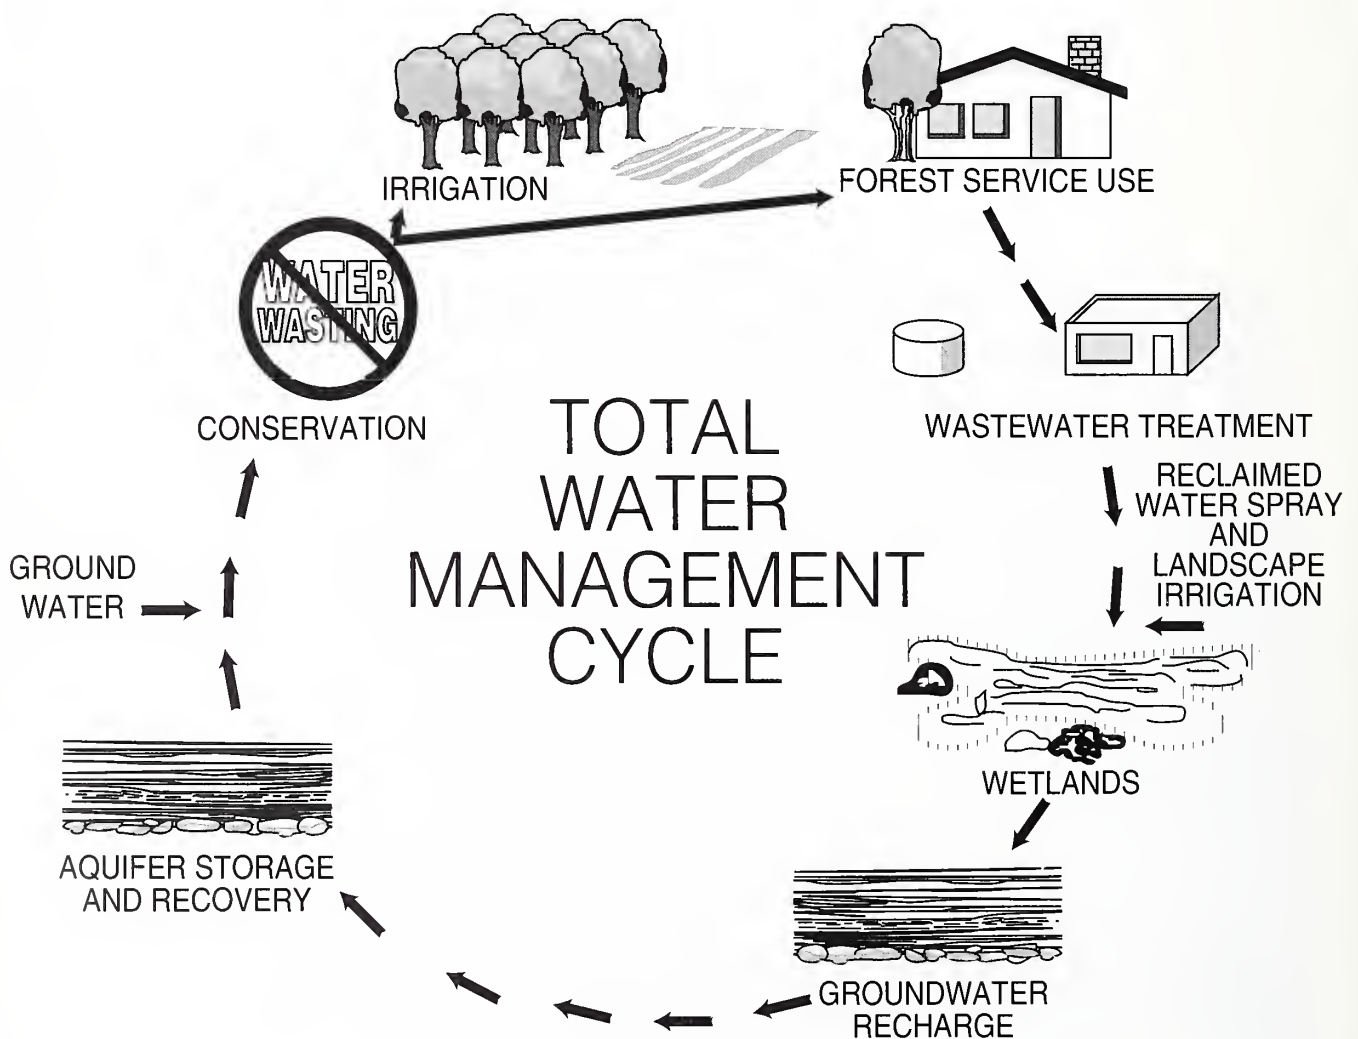 IRRIGATION
FOREST SERVICE USE
WATER
WASTING
CONSERVATION
WASTEWATER TREATMENT
TOTAL
WATER
MANAGEMENT
CYCLE
RECLAIMED
WATER SPRAY
AND
LANDSCAPE
IRRIGATION
GROUND
WATER
WETLANDS
AQUIFER STORAGE
AND RECOVERY
GROUNDWATER
RECHARGE